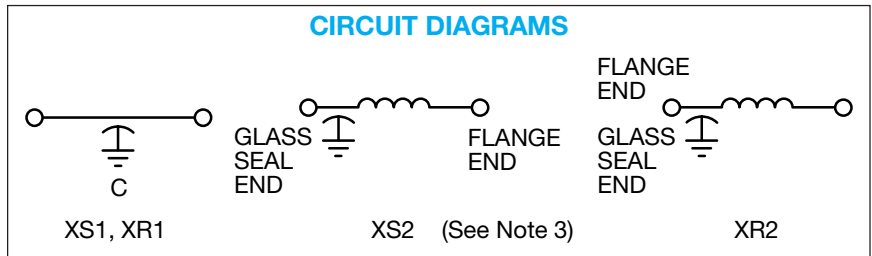 CIRCUIT DIAGRAMS
C
XS1, XR1
GLASS
SEAL
END
FLANGE
END
XS2 (See Note 3)
FLANGE
END
GLASS
SEAL
END
XR2